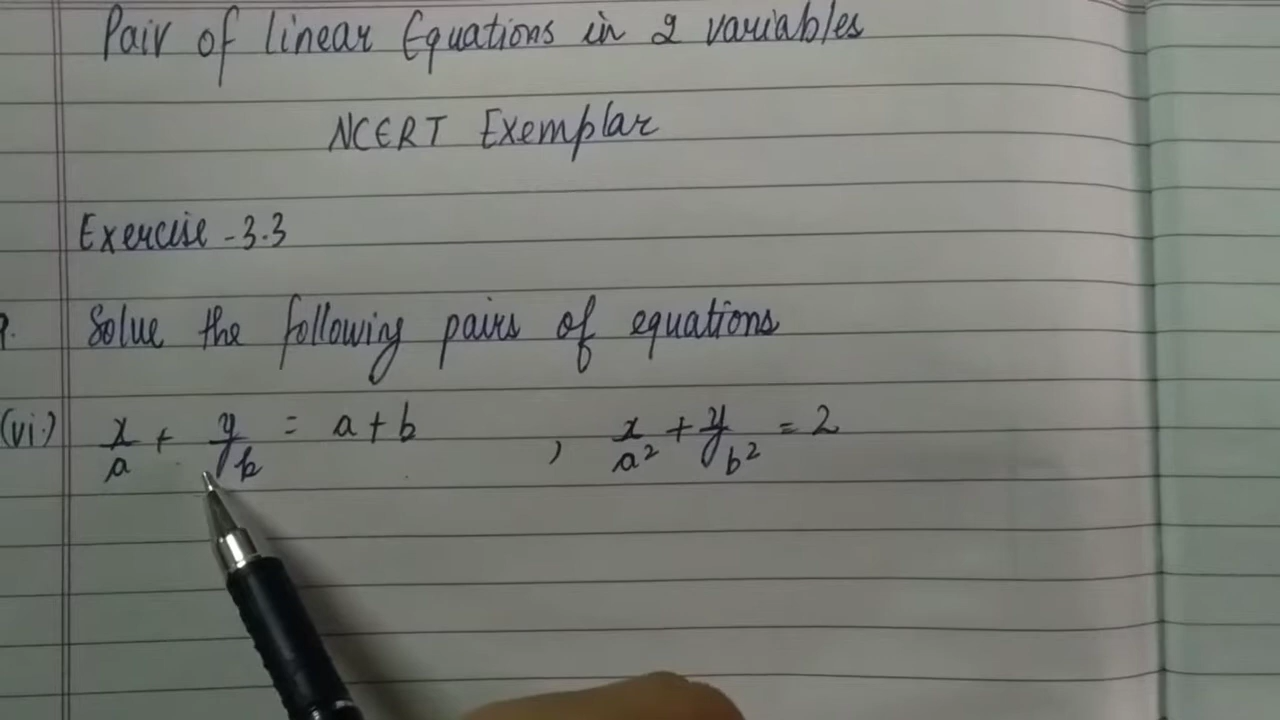 Pair of linear Equations in 2 variables
NCERT Exemplar
Exercise - 3.3
9. Solve the following pairs of equations
(vi.) x/a + y/b = a + b , x/a² + y/b² = 2